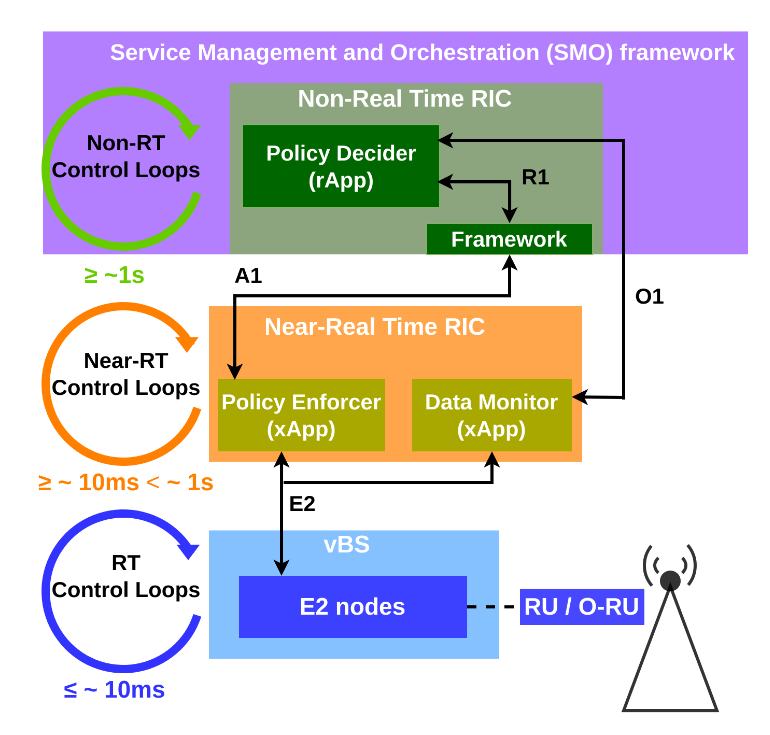 Service Management and Orchestration (SMO) framework
Non-Real Time RIC
Non-RT
Control Loops
Policy Decider
(rApp)
R1
Framework
≥ ~1s
A1
O1
Near-Real Time RIC
Near-RT
Control Loops
Policy Enforcer
(xApp)
Data Monitor
(xApp)
≥ ~ 10ms < ~ 1s
E2
vBS
RT
Control Loops
E2 nodes
RU / O-RU
≤ ~ 10ms